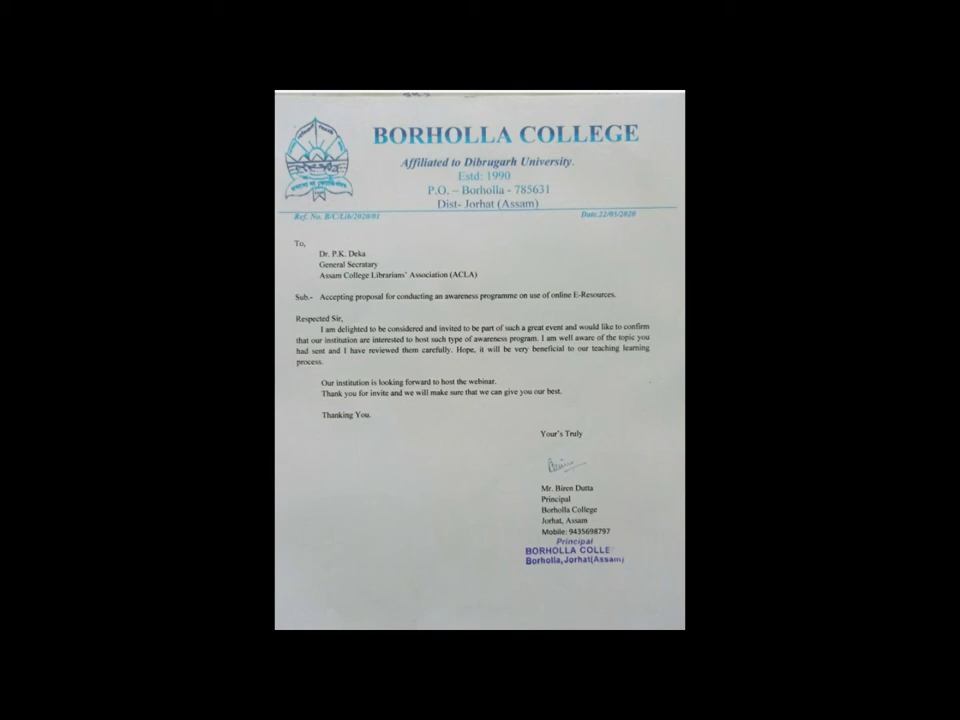 BORHOLLA COLLEGE
Affiliated to Dibrugarh University.
Estd: 1990
P.O. – Borholla - 785631
Dist- Jorhat (Assam)
Ref. No. B/C/Lib/2020/01 Date.22/05/2020
To,
Dr. P.K. Deka
General Secratary
Assam College Librarians' Association (ACLA)
Sub.- Accepting proposal for conducting an awareness programme on use of online E-Resources.
Respected Sir,
I am delighted to be considered and invited to be part of such a great event and would like to confirm
that our institution are interested to host such type of awareness program. I am well aware of the topic you
had sent and I have reviewed them carefully. Hope, it will be very beneficial to our teaching learning
process.
Our institution is looking forward to host the webinar.
Thank you for invite and we will make sure that we can give you our best.
Thanking You.
Your's Truly
Mr. Biren Dutta
Principal
Borholla College
Jorhat, Assam
Mobile: 9435698797
Principal
BORHOLLA COLLE
Borholla, Jorhat(Assam)